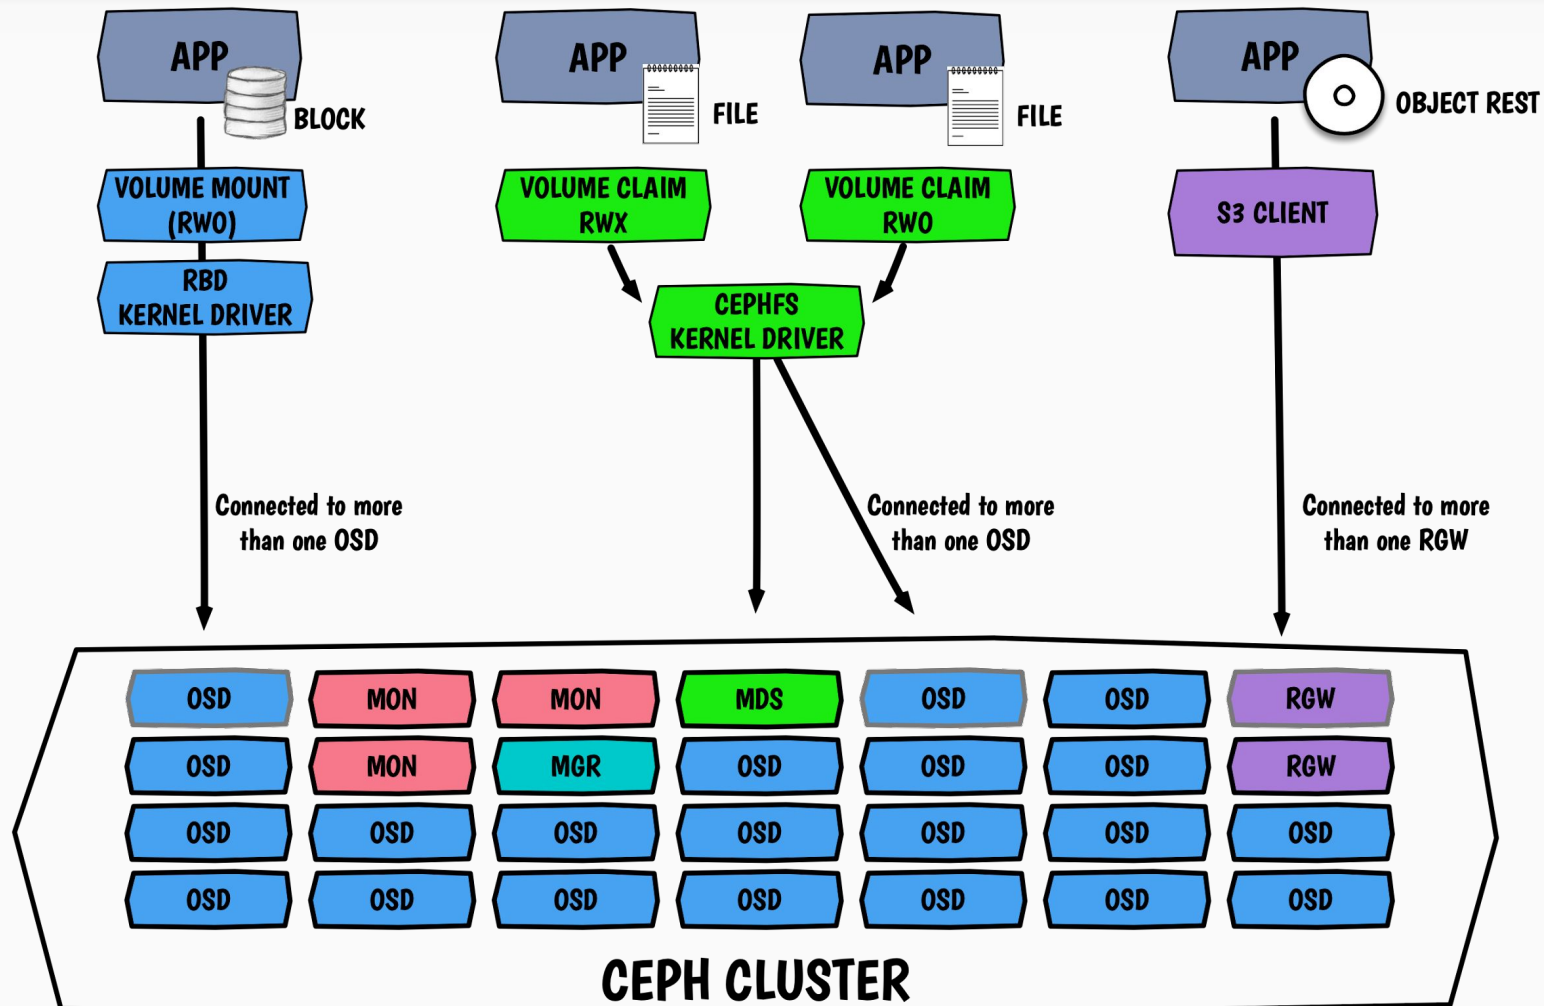 APP
BLOCK
VOLUME MOUNT
(RWO)
RBD
KERNEL DRIVER
Connected to more
than one OSD
APP
FILE
VOLUME CLAIM
RWX
APP
FILE
VOLUME CLAIM
RWO
CEPHFS
KERNEL DRIVER
Connected to more
than one OSD
APP
OBJECT REST
S3 CLIENT
Connected to more
than one RGW
OSD MON MON MDS OSD OSD RGW
OSD MON MGR OSD OSD OSD RGW
OSD OSD OSD OSD OSD OSD OSD
OSD OSD OSD OSD OSD OSD OSD
CEPH CLUSTER